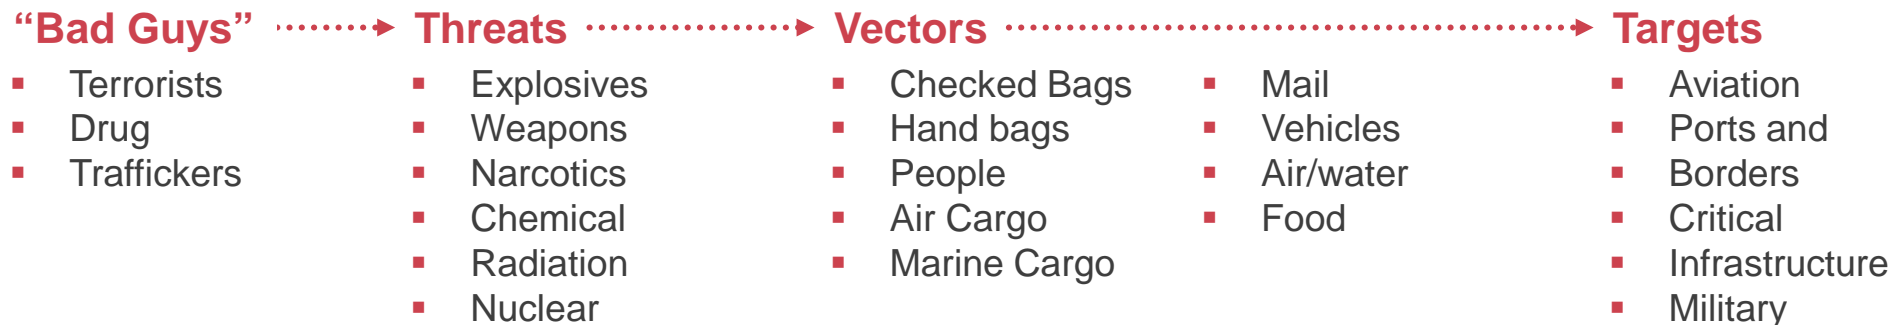 “Bad Guys”
Terrorists
Drug
Traffickers
Threats
Explosives
Weapons
Narcotics
Chemical
Radiation
Nuclear
Vectors
Checked Bags
Hand bags
People
Air Cargo
Marine Cargo
Mail
Vehicles
Air/water
Food
Targets
Aviation
Ports and
Borders
Critical
Infrastructure
Military